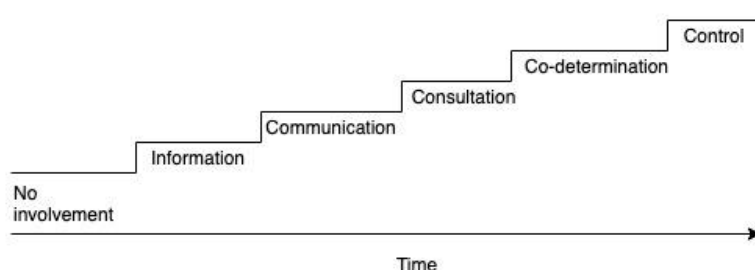 Control
Co-determination
Consultation
Communication
Information
No
involvement
Time